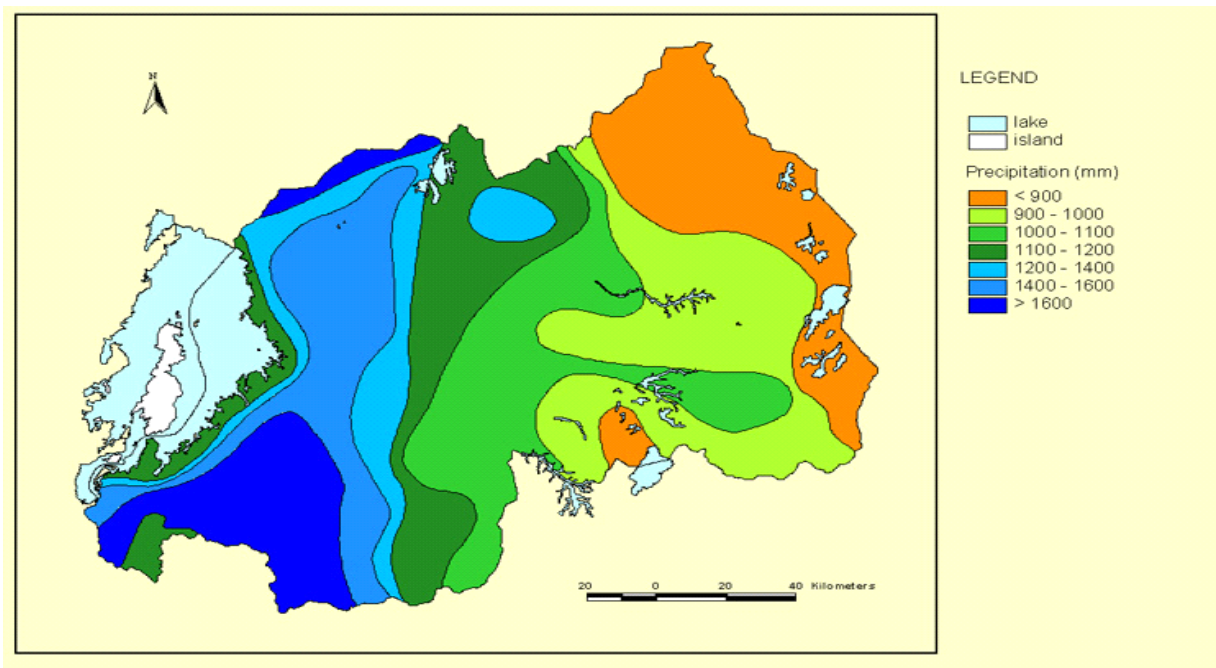 N
LEGEND
lake
island
Precipitation (mm)
< 900
900 - 1000
1000 - 1100
1100 - 1200
1200 - 1400
1400 - 1600
> 1600
20 0 20 40 Kilometers